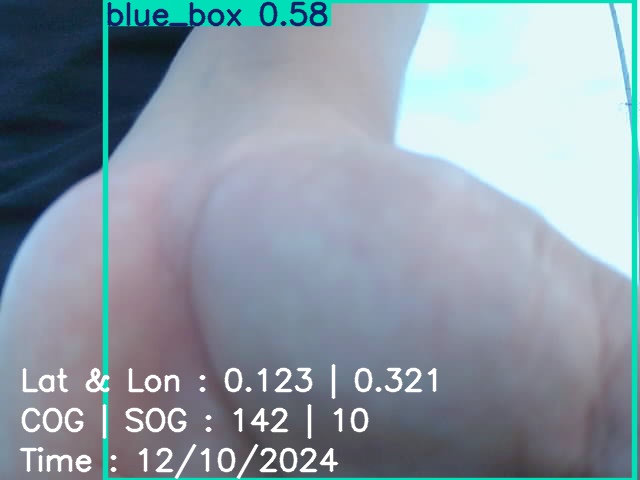 blue_box 0.58
Lat & Lon : 0.123 | 0.321
COG | SOG : 142 | 10
Time : 12/10/2024